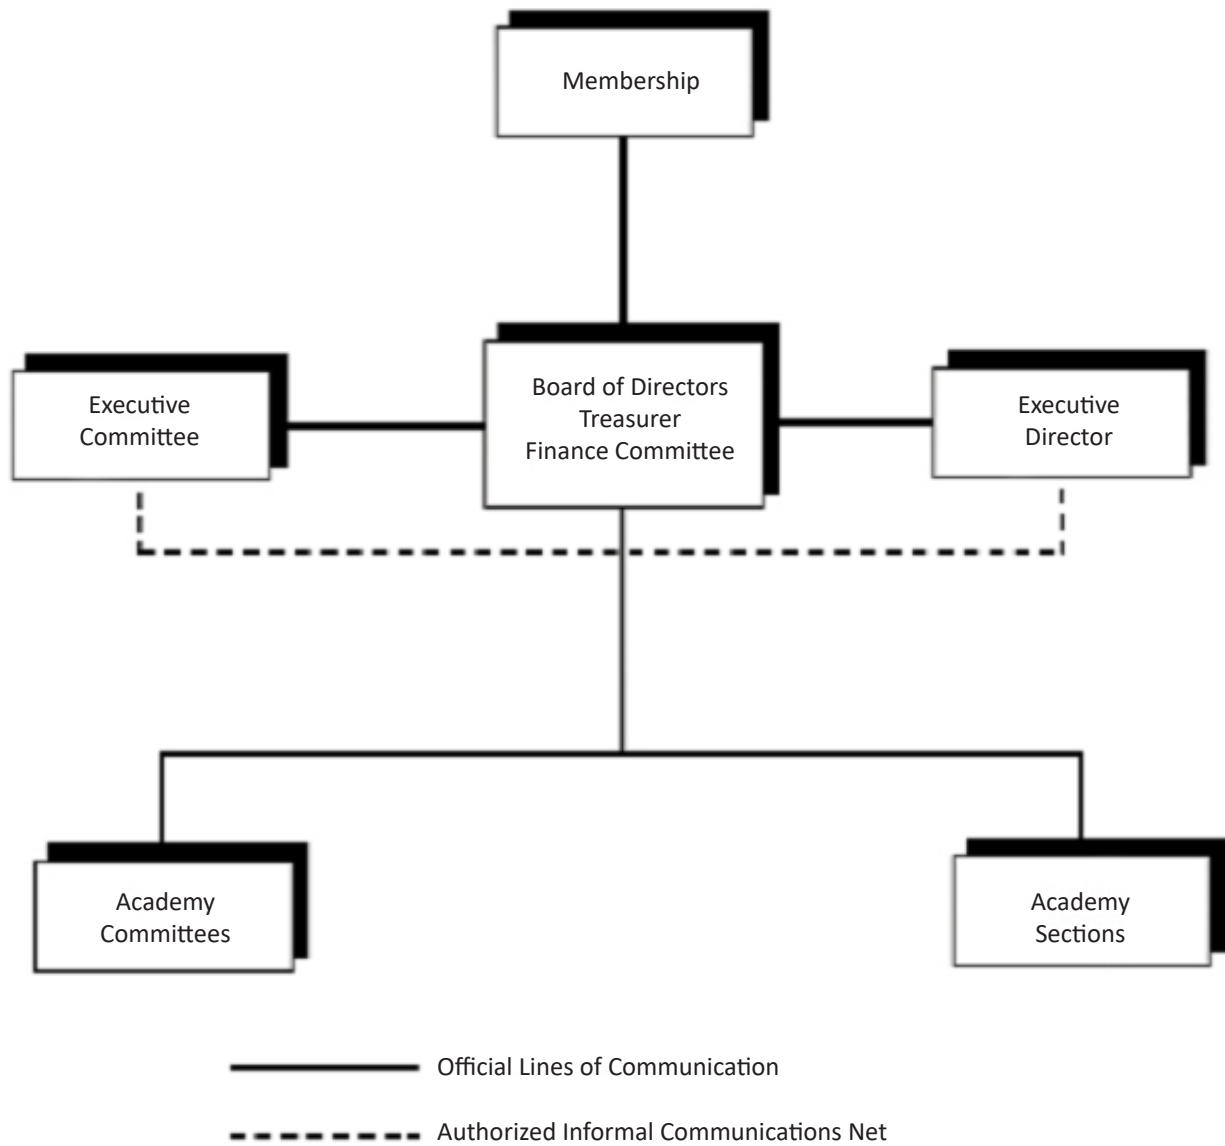 Membership
Executive
Committee
Board of Directors
Treasurer
Finance Committee
Executive
Director
Academy
Committees
Academy
Sections
Official Lines of Communication
Authorized Informal Communications Net